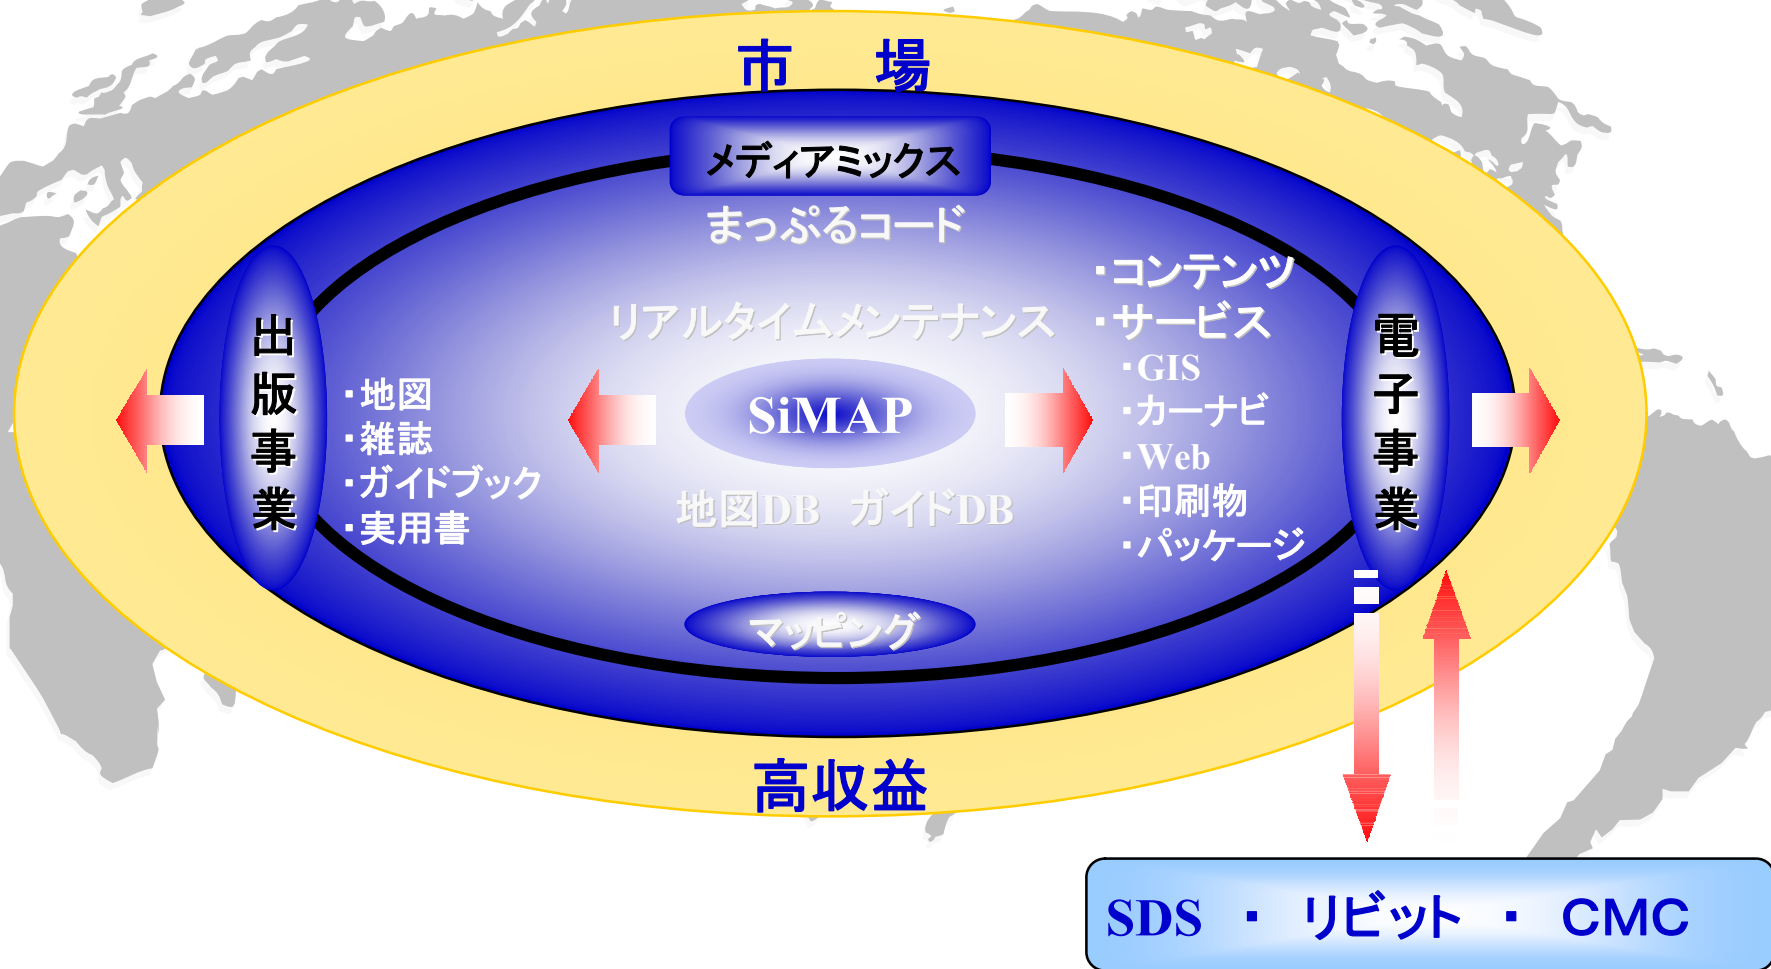 市　場
メディアミックス
まっぷるコード
リアルタイムメンテナンス
SiMAP
地図DB　ガイドDB
マッピング
出版事業
・地図
・雑誌
・ガイドブック
・実用書
・コンテンツ
・サービス
・GIS
・カーナビ
・Web
・印刷物
・パッケージ
電子事業
高収益
SDS　・　リビット　・　CMC